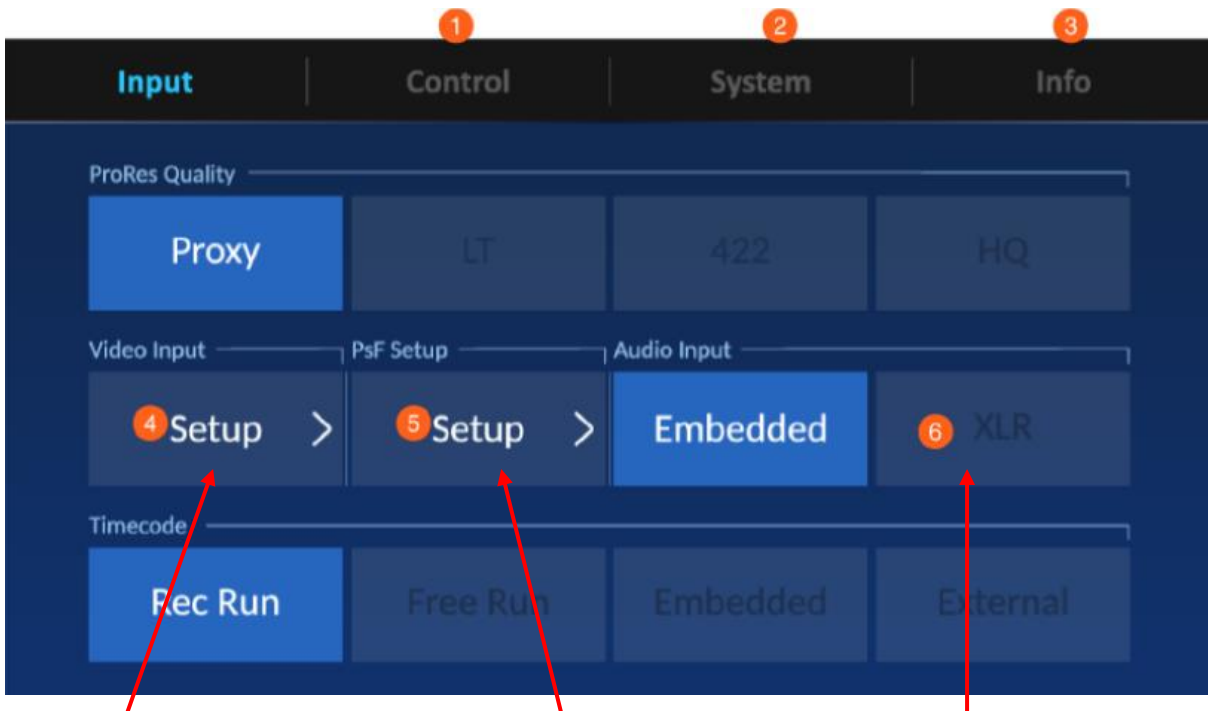 1 2 3
Input Control System Info
ProRes Quality
Proxy LT 422 HQ
Video Input PsF Setup Audio Input
4 Setup > 5 Setup > Embedded 6 XLR
Timecode
Rec Run Free Run Embedded External